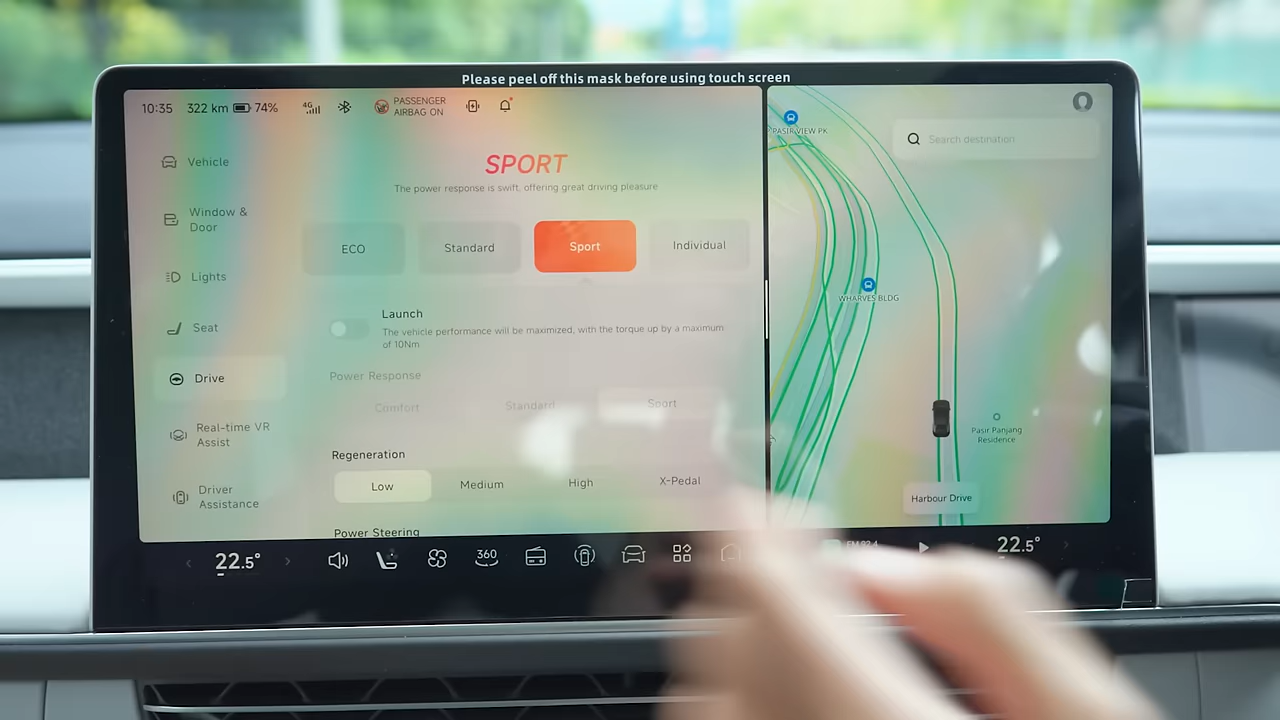 Please peel off this mask before using touch screen
10:35 322 km 74% 4G PASSENGER
AIRBAG ON
Vehicle
Window &
Door
Lights
Seat
Drive
Real-time VR
Assist
Driver
Assistance
SPORT
The power response is swift, offering great driving pleasure
ECO Standard Sport Individual
Launch
The vehicle performance will be maximized, with the torque up by a maximum
of 10Nm
Power Response
Comfort Standard Sport
Regeneration
Low Medium High X-Pedal
Power Steering
PASIR VIEW PK
Search destination
WHARVES BLDG
Pasir Panjang
Residence
Harbour Drive
22.5° 360 22.5°